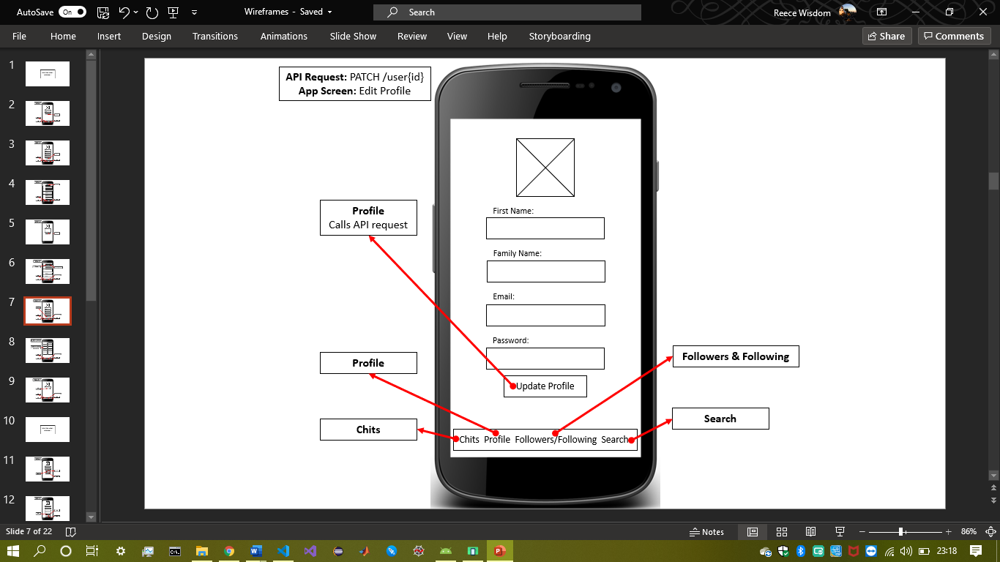 AutoSave On
Wireframes - Saved
Search
Reece Wisdom
File Home Insert Design Transitions Animations Slide Show Review View Help Storyboarding
Share Comments
1
2
3
4
5
6
7
8
9
10
11
12
API Request: PATCH /user{id}
App Screen: Edit Profile
Profile
Calls API request
First Name:
Family Name:
Email:
Password:
Update Profile
Profile
Followers & Following
Chits
Search
Chits Profile Followers/Following Search
Slide 7 of 22
Notes
86%
23:18